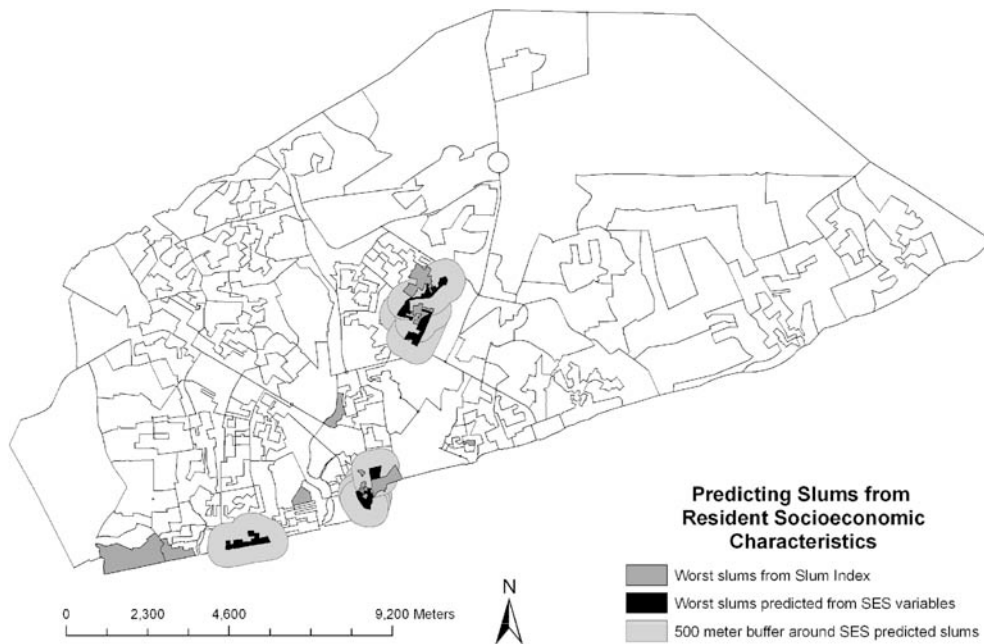 Predicting Slums from
Resident Socioeconomic
Characteristics
Worst slums from Slum Index
Worst slums predicted from SES variables
500 meter buffer around SES predicted slums
N
0 2,300 4,600 9,200 Meters